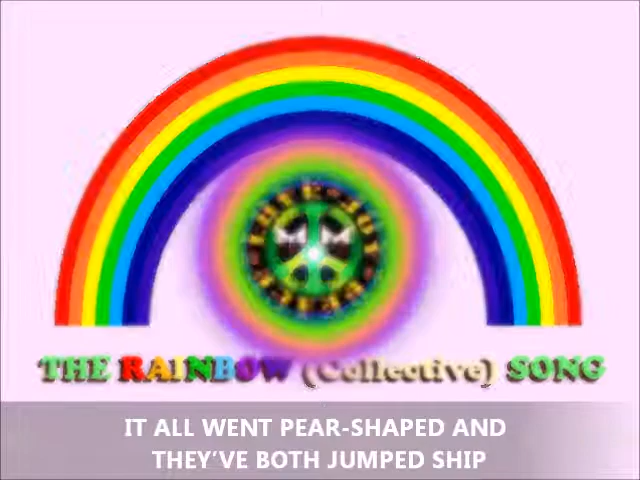 THE RAINBOW (Collective) SONG
IT ALL WENT PEAR-SHAPED AND
THEY'VE BOTH JUMPED SHIP